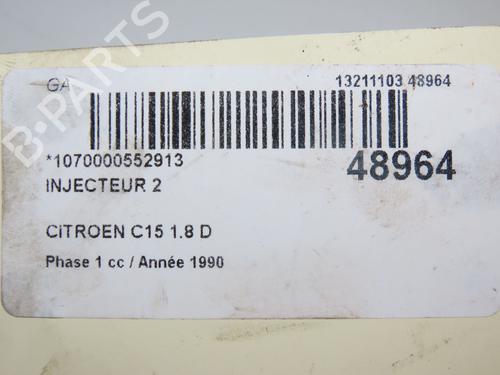 GA
13211103 48964
*1070000552913
48964
INJECTEUR 2
CITROEN C15 1.8 D
Phase 1 cc / Année 1990
B-PARTS